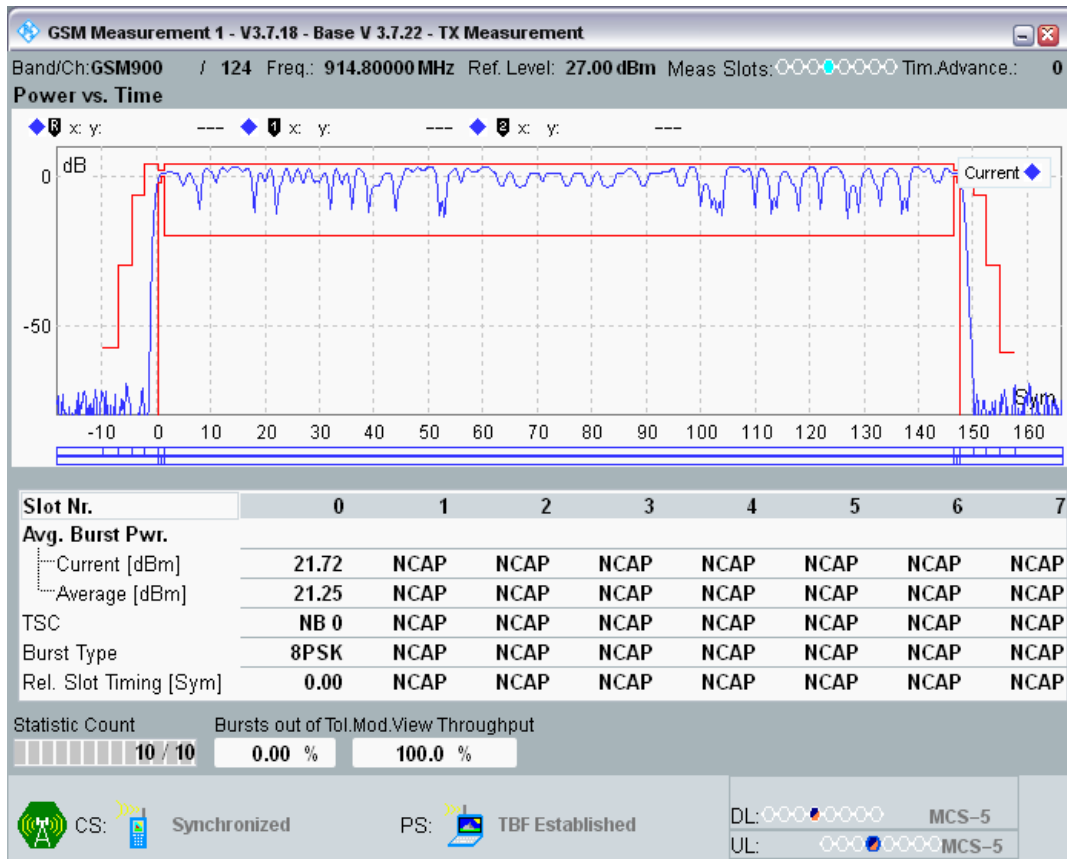 GSM Measurement 1 - V3.7.18 - Base V 3.7.22 - TX Measurement
Band/Ch:GSM900 / 124 Freq.: 914.80000 MHz Ref. Level: 27.00 dBm Meas Slots: Tim.Advance.: 0
Power vs. Time
R x: y: --- 1 x: y: --- 2 x: y: ---
dB
Current
0
-50
Sym
-10 0 10 20 30 40 50 60 70 80 90 100 110 120 130 140 150 160
Slot Nr. 0 1 2 3 4 5 6 7
Avg. Burst Pwr.
Current [dBm] 21.72 NCAP NCAP NCAP NCAP NCAP NCAP NCAP
Average [dBm] 21.25 NCAP NCAP NCAP NCAP NCAP NCAP NCAP
TSC NB 0 NCAP NCAP NCAP NCAP NCAP NCAP NCAP
Burst Type 8PSK NCAP NCAP NCAP NCAP NCAP NCAP NCAP
Rel. Slot Timing [Sym] 0.00 NCAP NCAP NCAP NCAP NCAP NCAP NCAP
Statistic Count Bursts out of Tol. Mod.View Throughput
10 / 10 0.00 % 100.0 %
CS: Synchronized PS: TBF Established
DL: MCS-5
UL: MCS-5